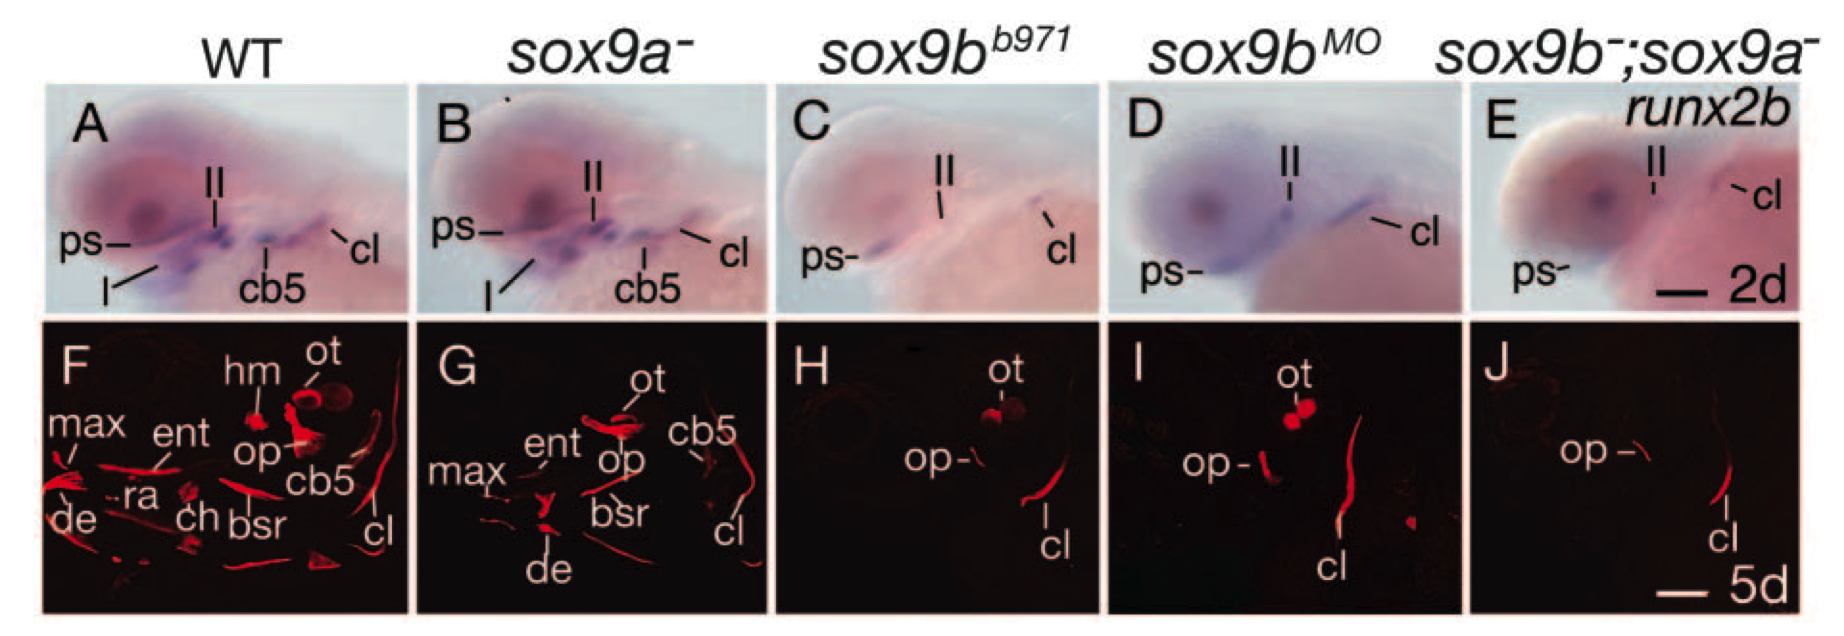 WT sox9a- sox9b b971 sox9b MO sox9b-;sox9a-
A B C D E runx2b
II II II II II
ps ps ps ps ps
cl cl cl cl cl
I I
cb5 cb5 2d
F G H I J
hm ot ot ot ot
max ent op cb5
max ent op cb5 op op op
ra
de ch bsr cl bsr cl cl cl cl
de 5d